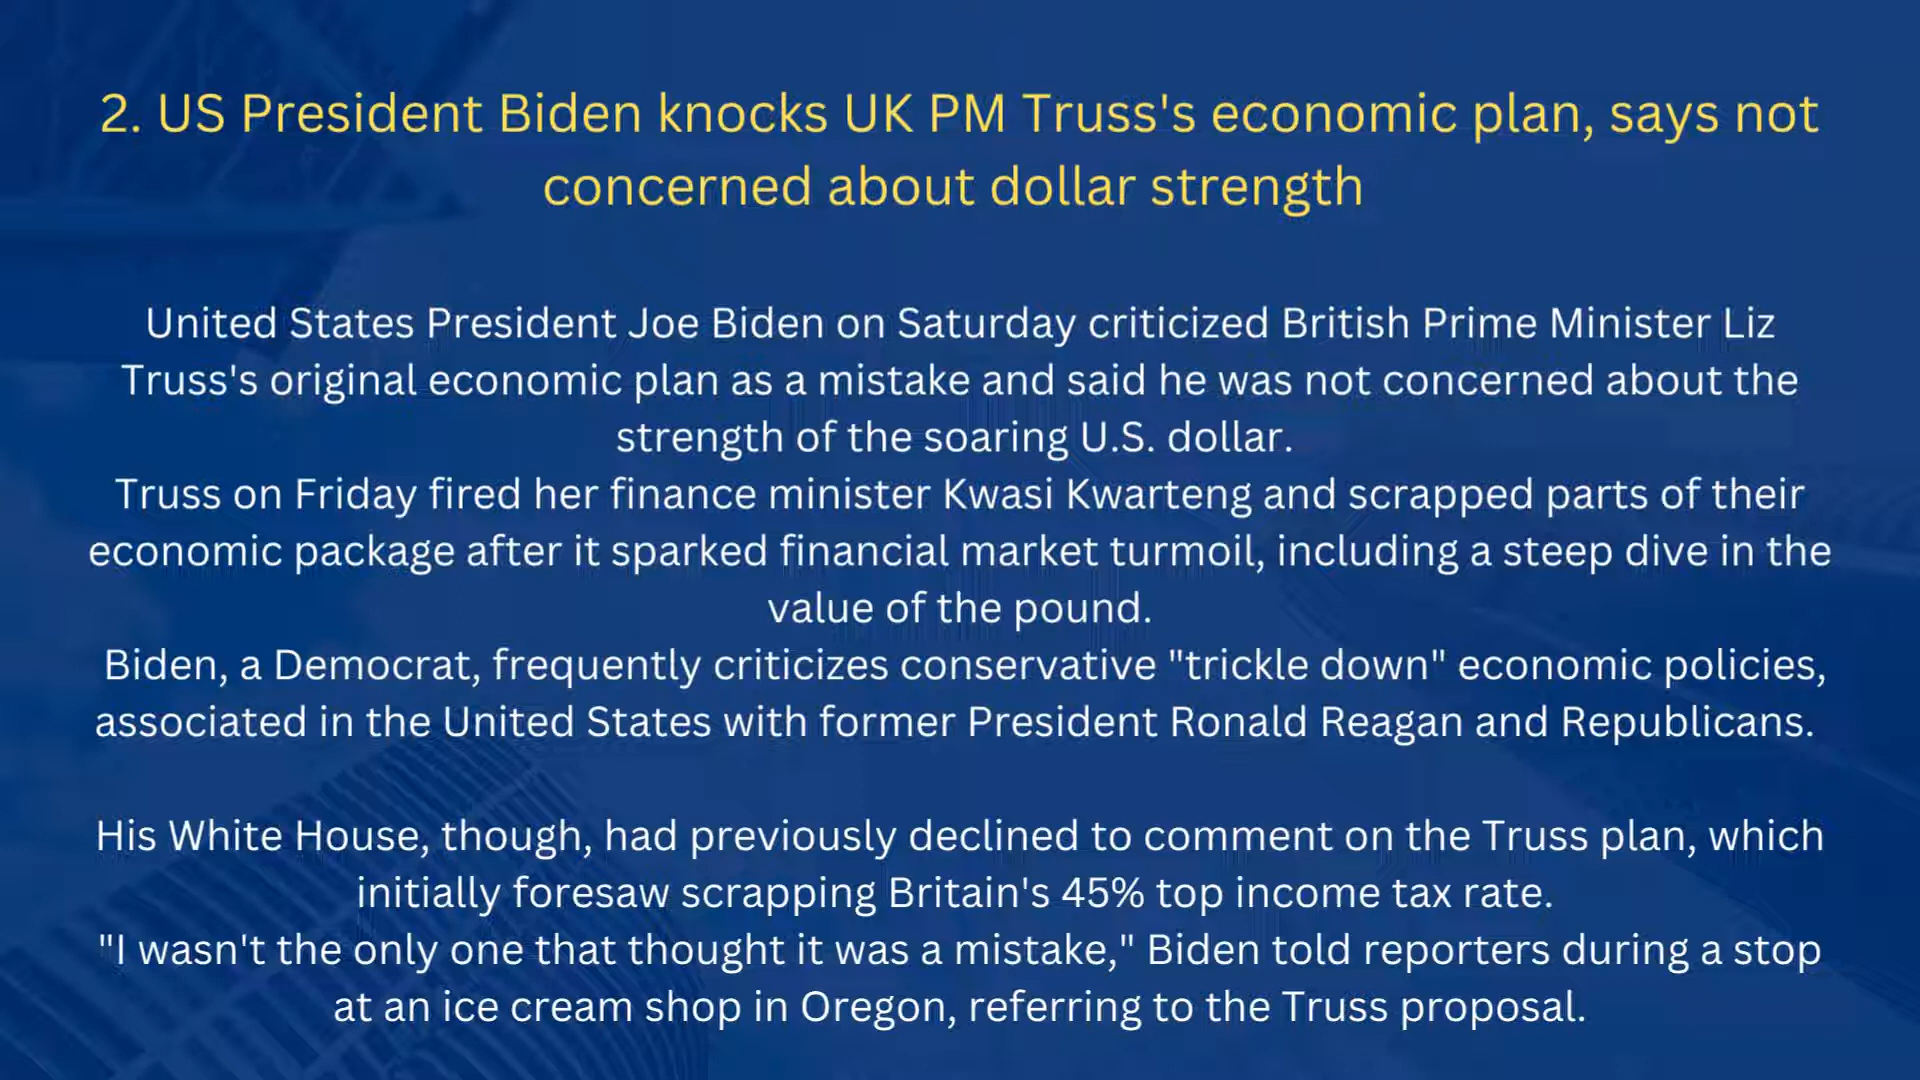 2. US President Biden knocks UK PM Truss's economic plan, says not
concerned about dollar strength
United States President Joe Biden on Saturday criticized British Prime Minister Liz
Truss's original economic plan as a mistake and said he was not concerned about the
strength of the soaring U.S. dollar.
Truss on Friday fired her finance minister Kwasi Kwarteng and scrapped parts of their
economic package after it sparked financial market turmoil, including a steep dive in the
value of the pound.
Biden, a Democrat, frequently criticizes conservative "trickle down" economic policies,
associated in the United States with former President Ronald Reagan and Republicans.
His White House, though, had previously declined to comment on the Truss plan, which
initially foresaw scrapping Britain's 45% top income tax rate.
"I wasn't the only one that thought it was a mistake," Biden told reporters during a stop
at an ice cream shop in Oregon, referring to the Truss proposal.